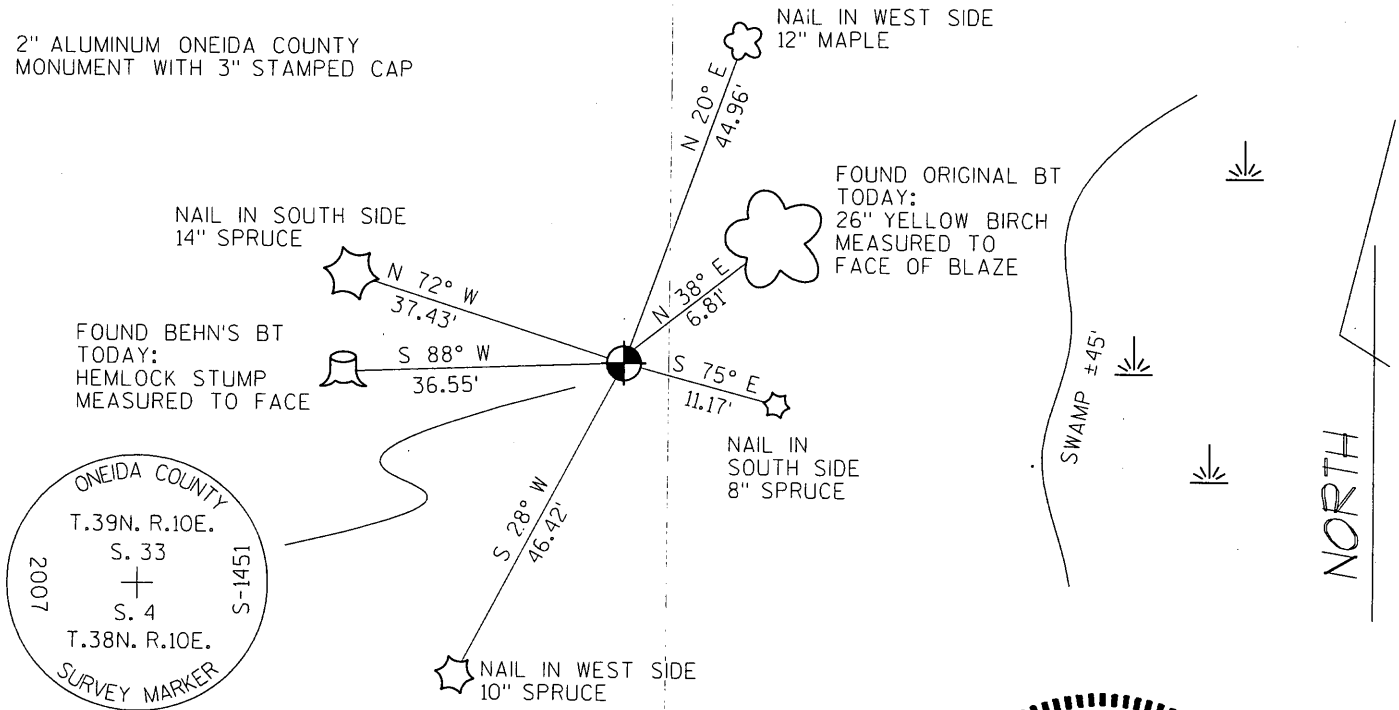 2" ALUMINUM ONEIDA COUNTY
MONUMENT WITH 3" STAMPED CAP
NAIL IN WEST SIDE
12" MAPLE
N 20° E
44.96'
FOUND ORIGINAL BT
TODAY:
26" YELLOW BIRCH
MEASURED TO
FACE OF BLAZE
NAIL IN SOUTH SIDE
14" SPRUCE
N 72° W
37.43'
N 38° E
6.81'
FOUND BEHN'S BT
TODAY:
HEMLOCK STUMP
MEASURED TO FACE
S 88° W
36.55'
S 75° E
11.17'
NAIL IN
SOUTH SIDE
8" SPRUCE
SWAMP ±45'
NORTH
S 28° W
46.42'
NAIL IN WEST SIDE
10" SPRUCE
ONEIDA COUNTY
T.39N. R.10E.
S. 33
2007
S-1451
S. 4
T.38N. R.10E.
SURVEY MARKER